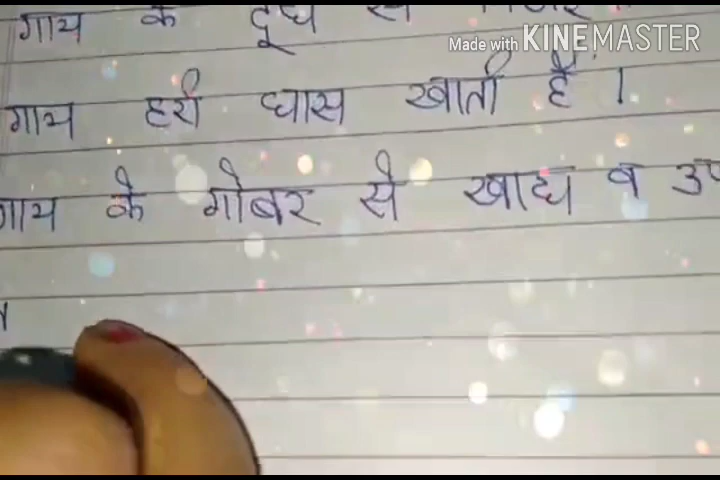 गाय के दूध से
Made with KINEMASTER
गाय हरी घास खाती है ।
गाय के गोबर से खाद्य व